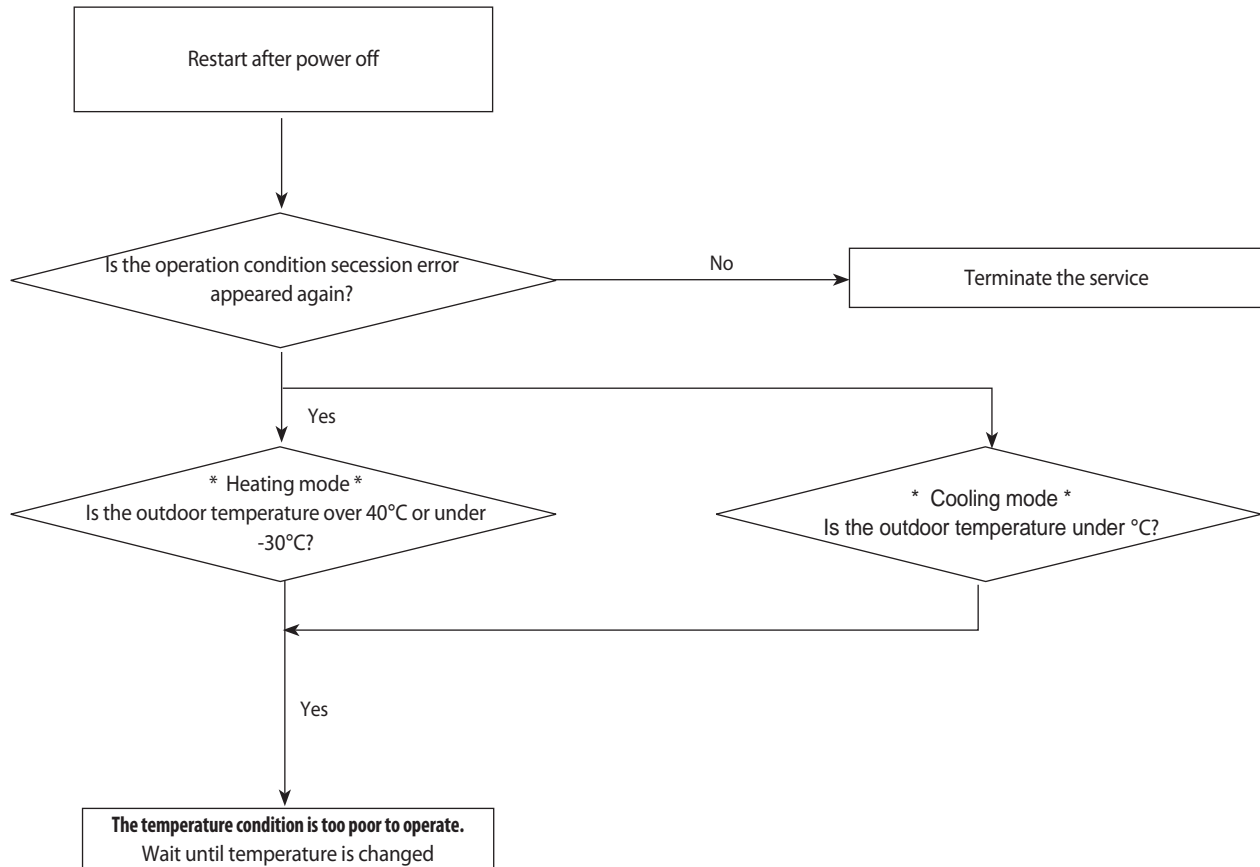 Restart after power off
Is the operation condition secession error
appeared again?
No
Terminate the service
Yes
* Heating mode *
Is the outdoor temperature over 40°C or under
-30°C?
* Cooling mode *
Is the outdoor temperature under °C?
Yes
The temperature condition is too poor to operate.
Wait until temperature is changed